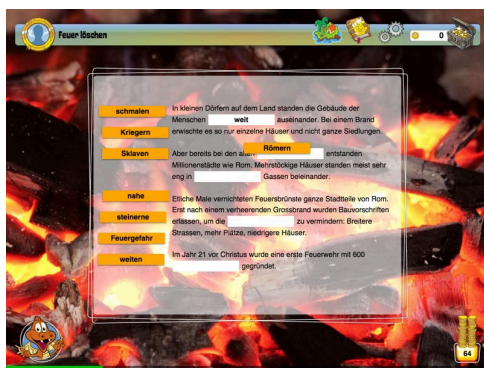 Feuer löschen
0
schmalen
Kriegern
Sklaven
nahe
steinerne
Feuergefahr
weiten
In kleinen Dörfern auf dem Land standen die Gebäude der
Menschen weit auseinander. Bei einem Brand
erwischte es so nur einzelne Häuser und nicht ganze Siedlungen.
Römern
Aber bereits bei den alten entstanden
Millionenstädte wie Rom. Mehrstöckige Häuser standen meist sehr
eng in Gassen beieinander.
Etliche Male vernichteten Feuersbrünste ganze Stadtteile von Rom.
Erst nach einem verheerenden Grossbrand wurden Bauvorschriften
erlassen, um die zu vermindern: Breitere
Strassen, mehr Plätze, niedrigere Häuser.
Im Jahr 21 vor Christus wurde eine erste Feuerwehr mit 600
gegründet.
64